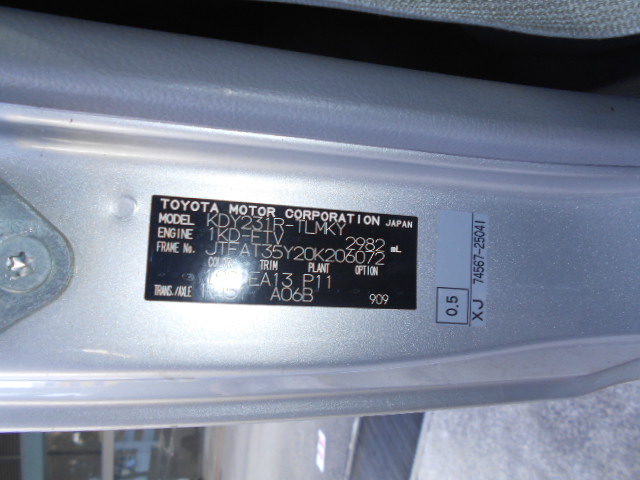 TOYOTA MOTOR CORPORATION JAPAN
MODEL KDY231R-TLMKY
ENGINE 1KD-FTV 2982 mL
FRAME No. JTFAT35Y20K206072
COLOR TRIM PLANT OPTION
EA13 P11
TRANS./AXLE A06B 909
0.5
XJ 74567-25041